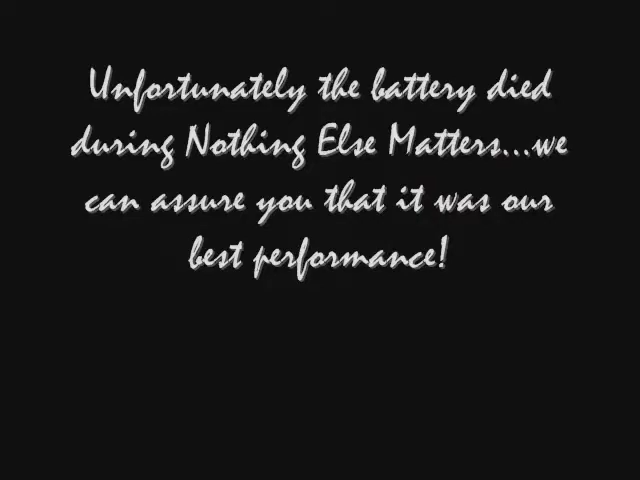 Unfortunately the battery died
during Nothing Else Matters...we
can assure you that it was our
best performance!